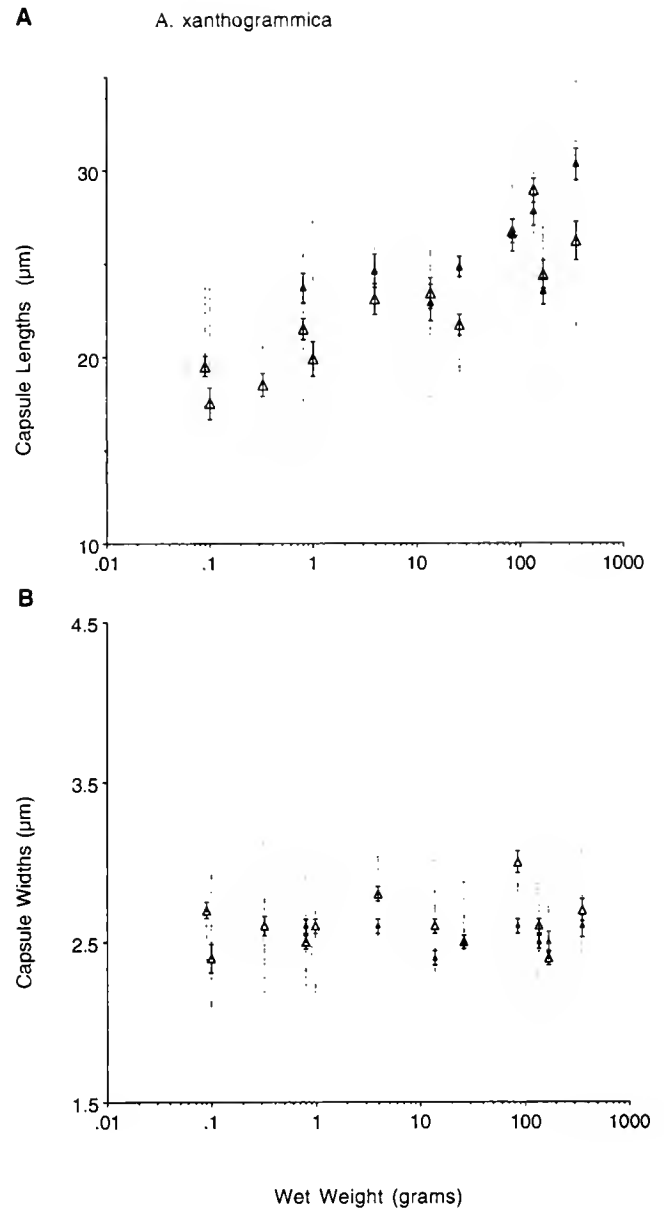 A
A. xanthogrammica
Capsule Lengths (µm)
30
20
10
.01 .1 1 10 100 1000
B
Capsule Widths (µm)
4.5
3.5
2.5
1.5
.01 .1 1 10 100 1000
Wet Weight (grams)